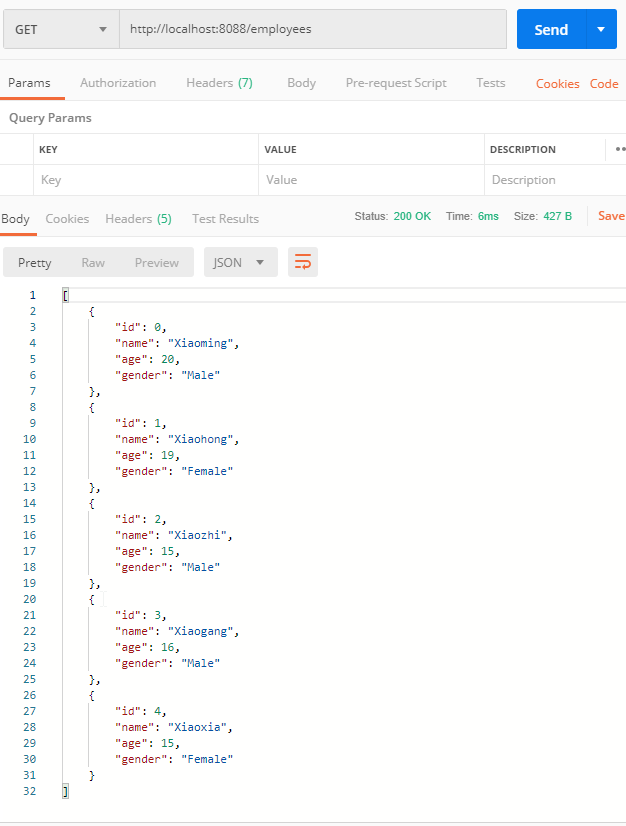 GET http://localhost:8088/employees Send
Params Authorization Headers (7) Body Pre-request Script Tests Cookies Code
Query Params
KEY VALUE DESCRIPTION
Key Value Description
Body Cookies Headers (5) Test Results Status: 200 OK Time: 6ms Size: 427 B Save
Pretty Raw Preview JSON
1 [
2 {
3 "id": 0,
4 "name": "Xiaoming",
5 "age": 20,
6 "gender": "Male"
7 },
8 {
9 "id": 1,
10 "name": "Xiaohong",
11 "age": 19,
12 "gender": "Female"
13 },
14 {
15 "id": 2,
16 "name": "Xiaozhi",
17 "age": 15,
18 "gender": "Male"
19 },
20 {
21 "id": 3,
22 "name": "Xiaogang",
23 "age": 16,
24 "gender": "Male"
25 },
26 {
27 "id": 4,
28 "name": "Xiaoxia",
29 "age": 15,
30 "gender": "Female"
31 }
32 ]